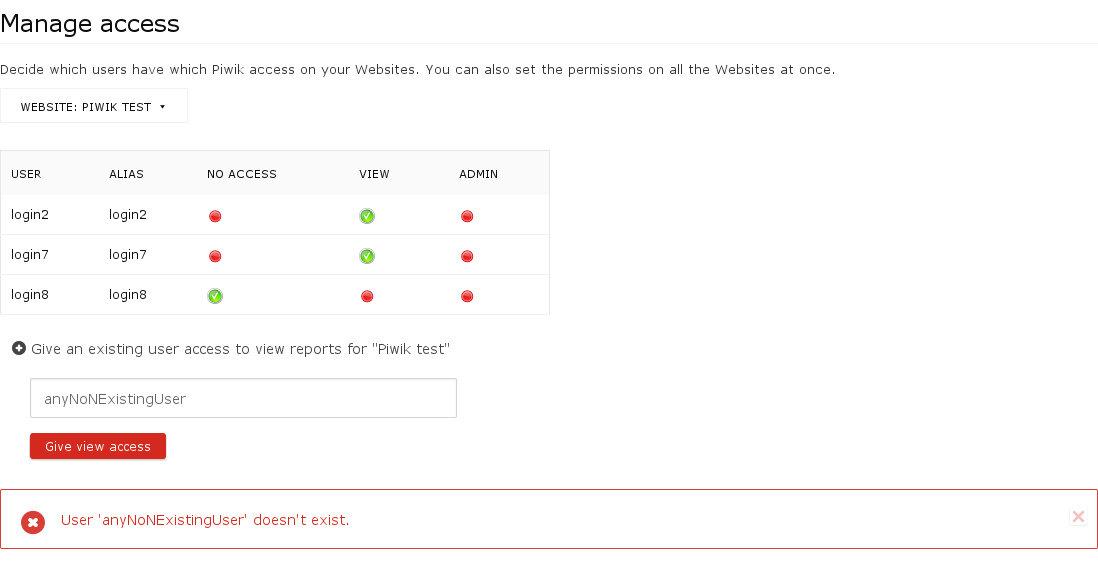 Manage access
Decide which users have which Piwik access on your Websites. You can also set the permissions on all the Websites at once.
WEBSITE: PIWIK TEST
USER ALIAS NO ACCESS VIEW ADMIN
login2 login2
login7 login7
login8 login8
Give an existing user access to view reports for "Piwik test"
anyNoNExistingUser
Give view access
User 'anyNoNExistingUser' doesn't exist.